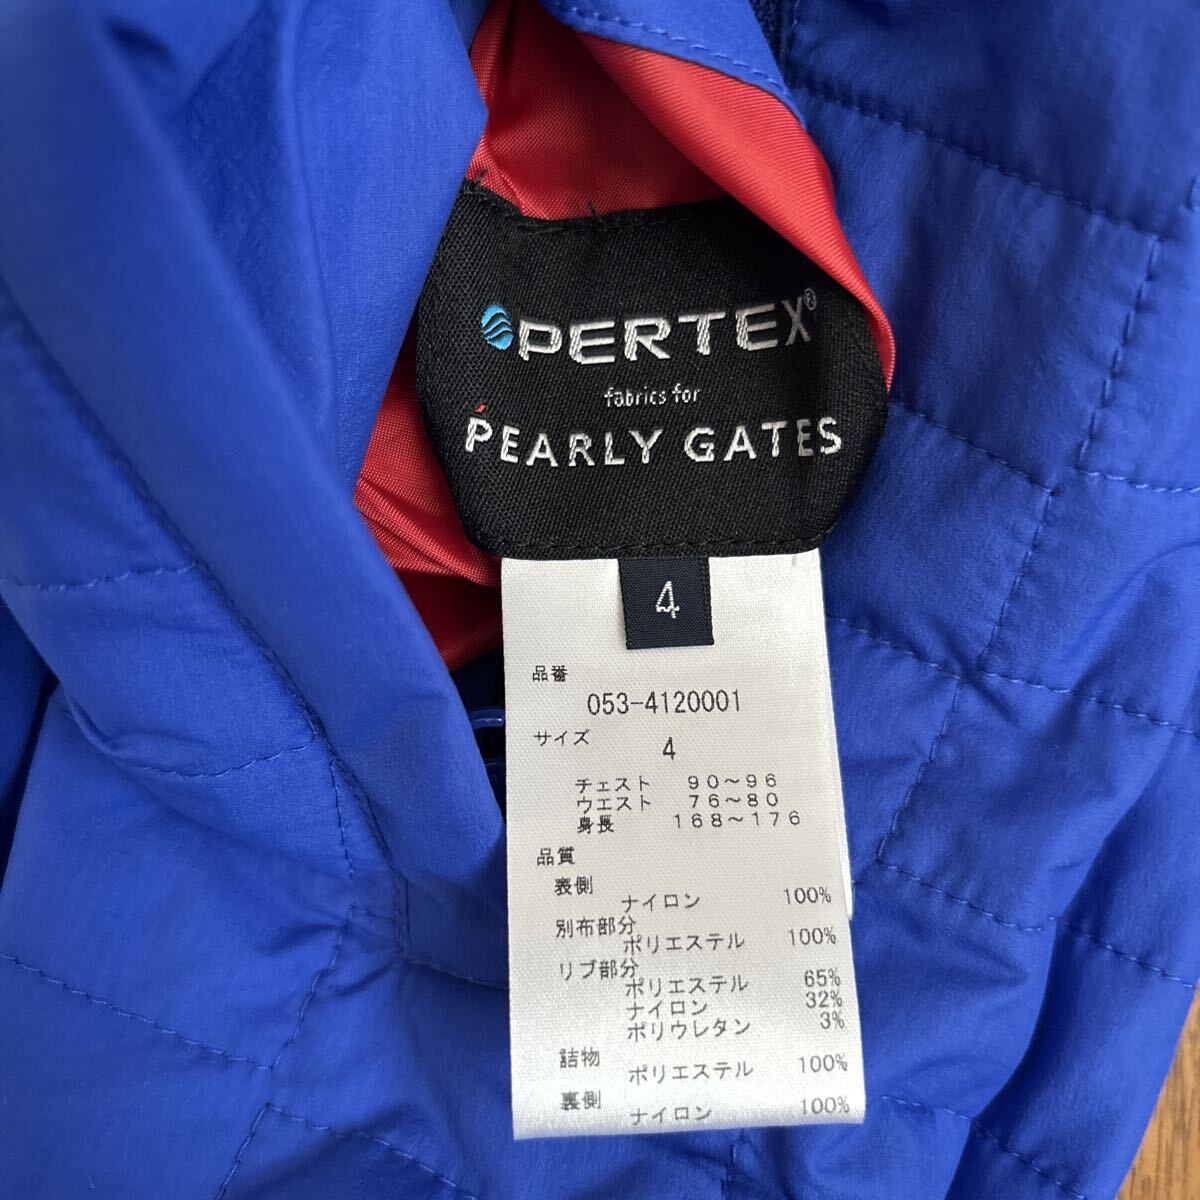 PERTEX®
fabrics for
PEARLY GATES
4
品番
053-4120001
サイズ
4
チェスト 90～96
ウエスト 76～80
身長 168～176
品質
表側
ナイロン 100%
別布部分
ポリエステル 100%
リブ部分
ポリエステル 65%
ナイロン 32%
ポリウレタン 3%
詰物
ポリエステル 100%
裏側
ナイロン 100%